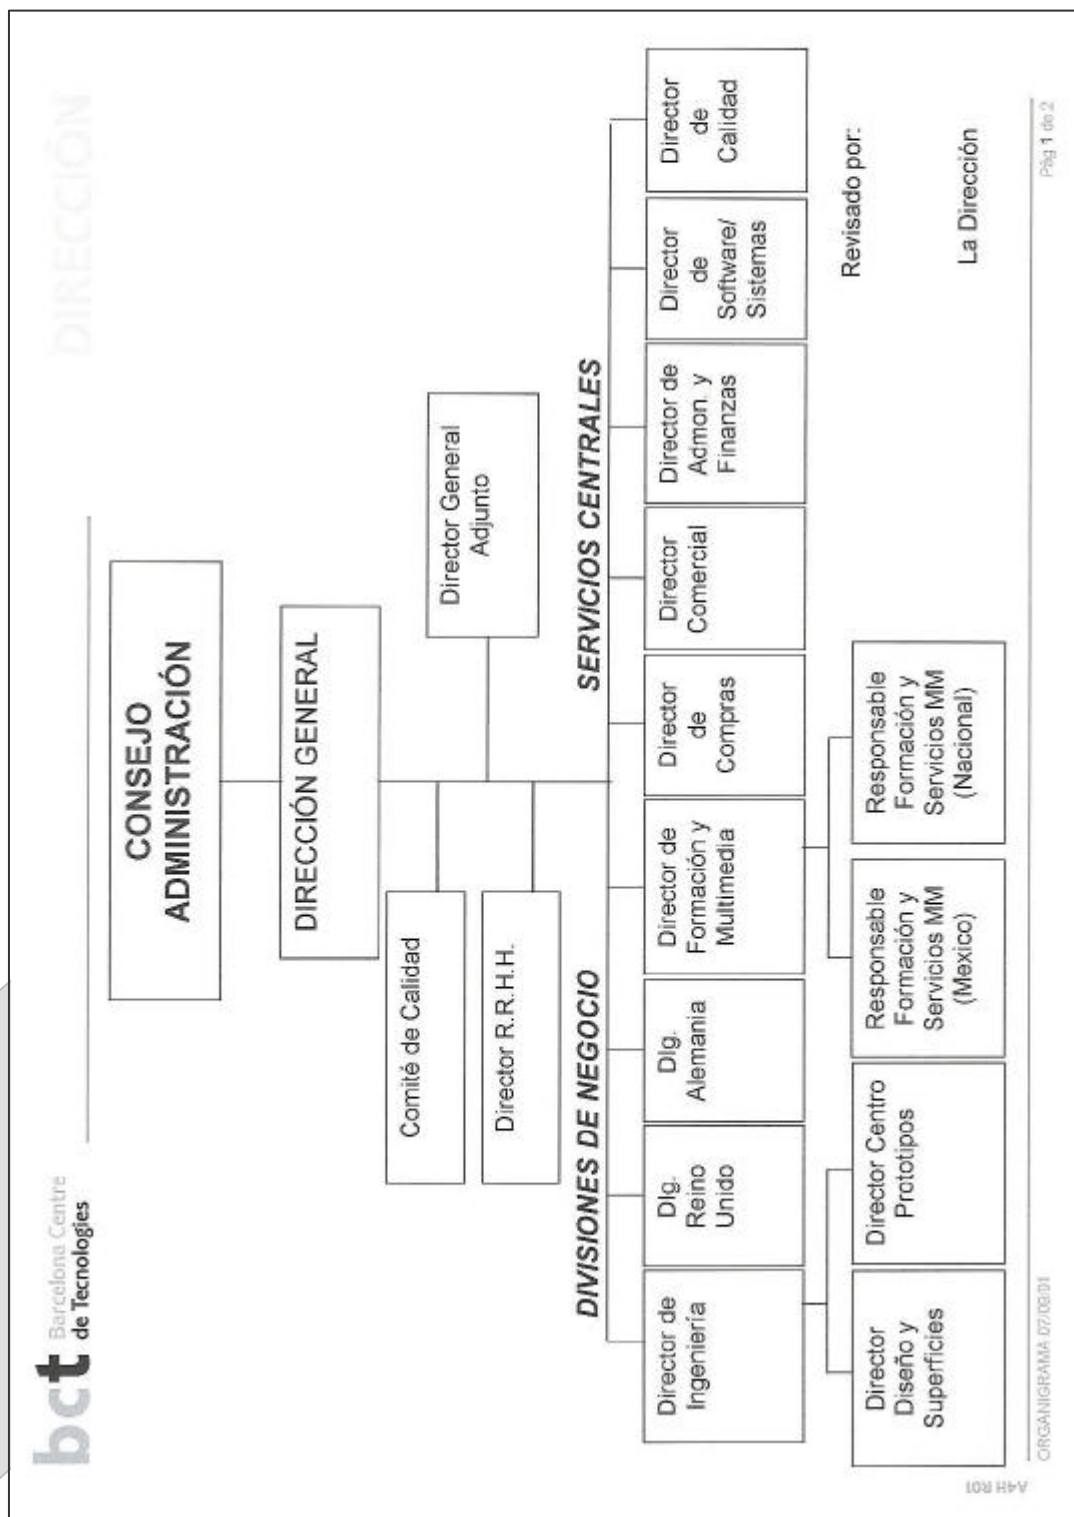 bct Barcelona Centre
de Tecnologies
DIRECCIÓN
CONSEJO
ADMINISTRACIÓN
DIRECCIÓN GENERAL
Comité de Calidad
Director General
Adjunto
Director R.R.H.H.
DIVISIONES DE NEGOCIO
SERVICIOS CENTRALES
Director de
Ingeniería
Dlg.
Reino
Unido
Dlg.
Alemania
Director de
Formación y
Multimedia
Director
de
Compras
Director
Comercial
Director de
Admon. y
Finanzas
Director
de
Software/
Sistemas
Director
de
Calidad
Director
Diseño y
Superficies
Director Centro
Prototipos
Responsable
Formación y
Servicios MM
(Mexico)
Responsable
Formación y
Servicios MM
(Nacional)
Revisado por:
La Dirección
A4H R01
ORGANIGRAMA 07/09/01
Pág 1 de 2